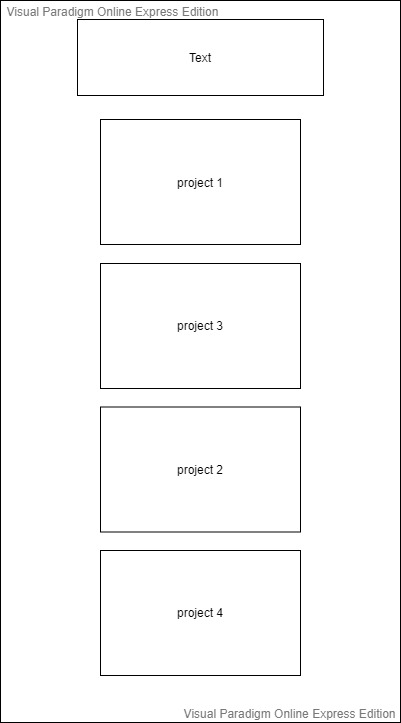 Visual Paradigm Online Express Edition
Text
project 1
project 3
project 2
project 4
Visual Paradigm Online Express Edition